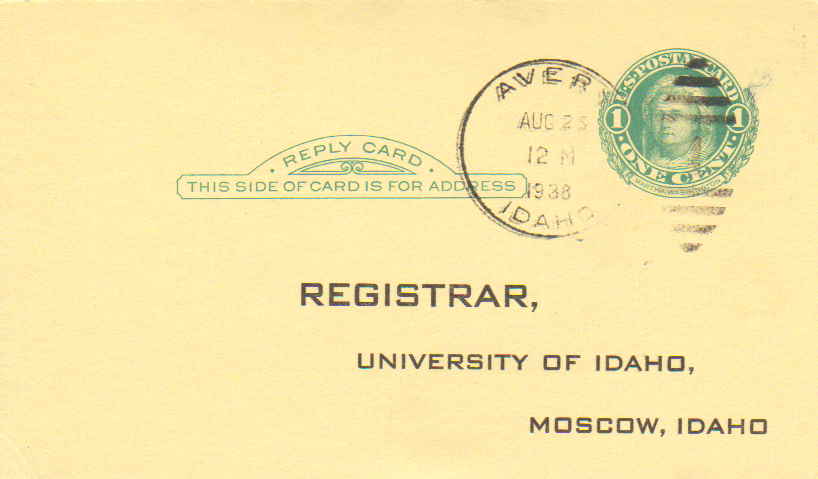 AVER
AUG 25
12 M
1938
IDAHO
U·S·POSTAL CARD
1 1
·ONE CENT·
·REPLY CARD·
THIS SIDE OF CARD IS FOR ADDRESS
REGISTRAR,
UNIVERSITY OF IDAHO,
MOSCOW, IDAHO